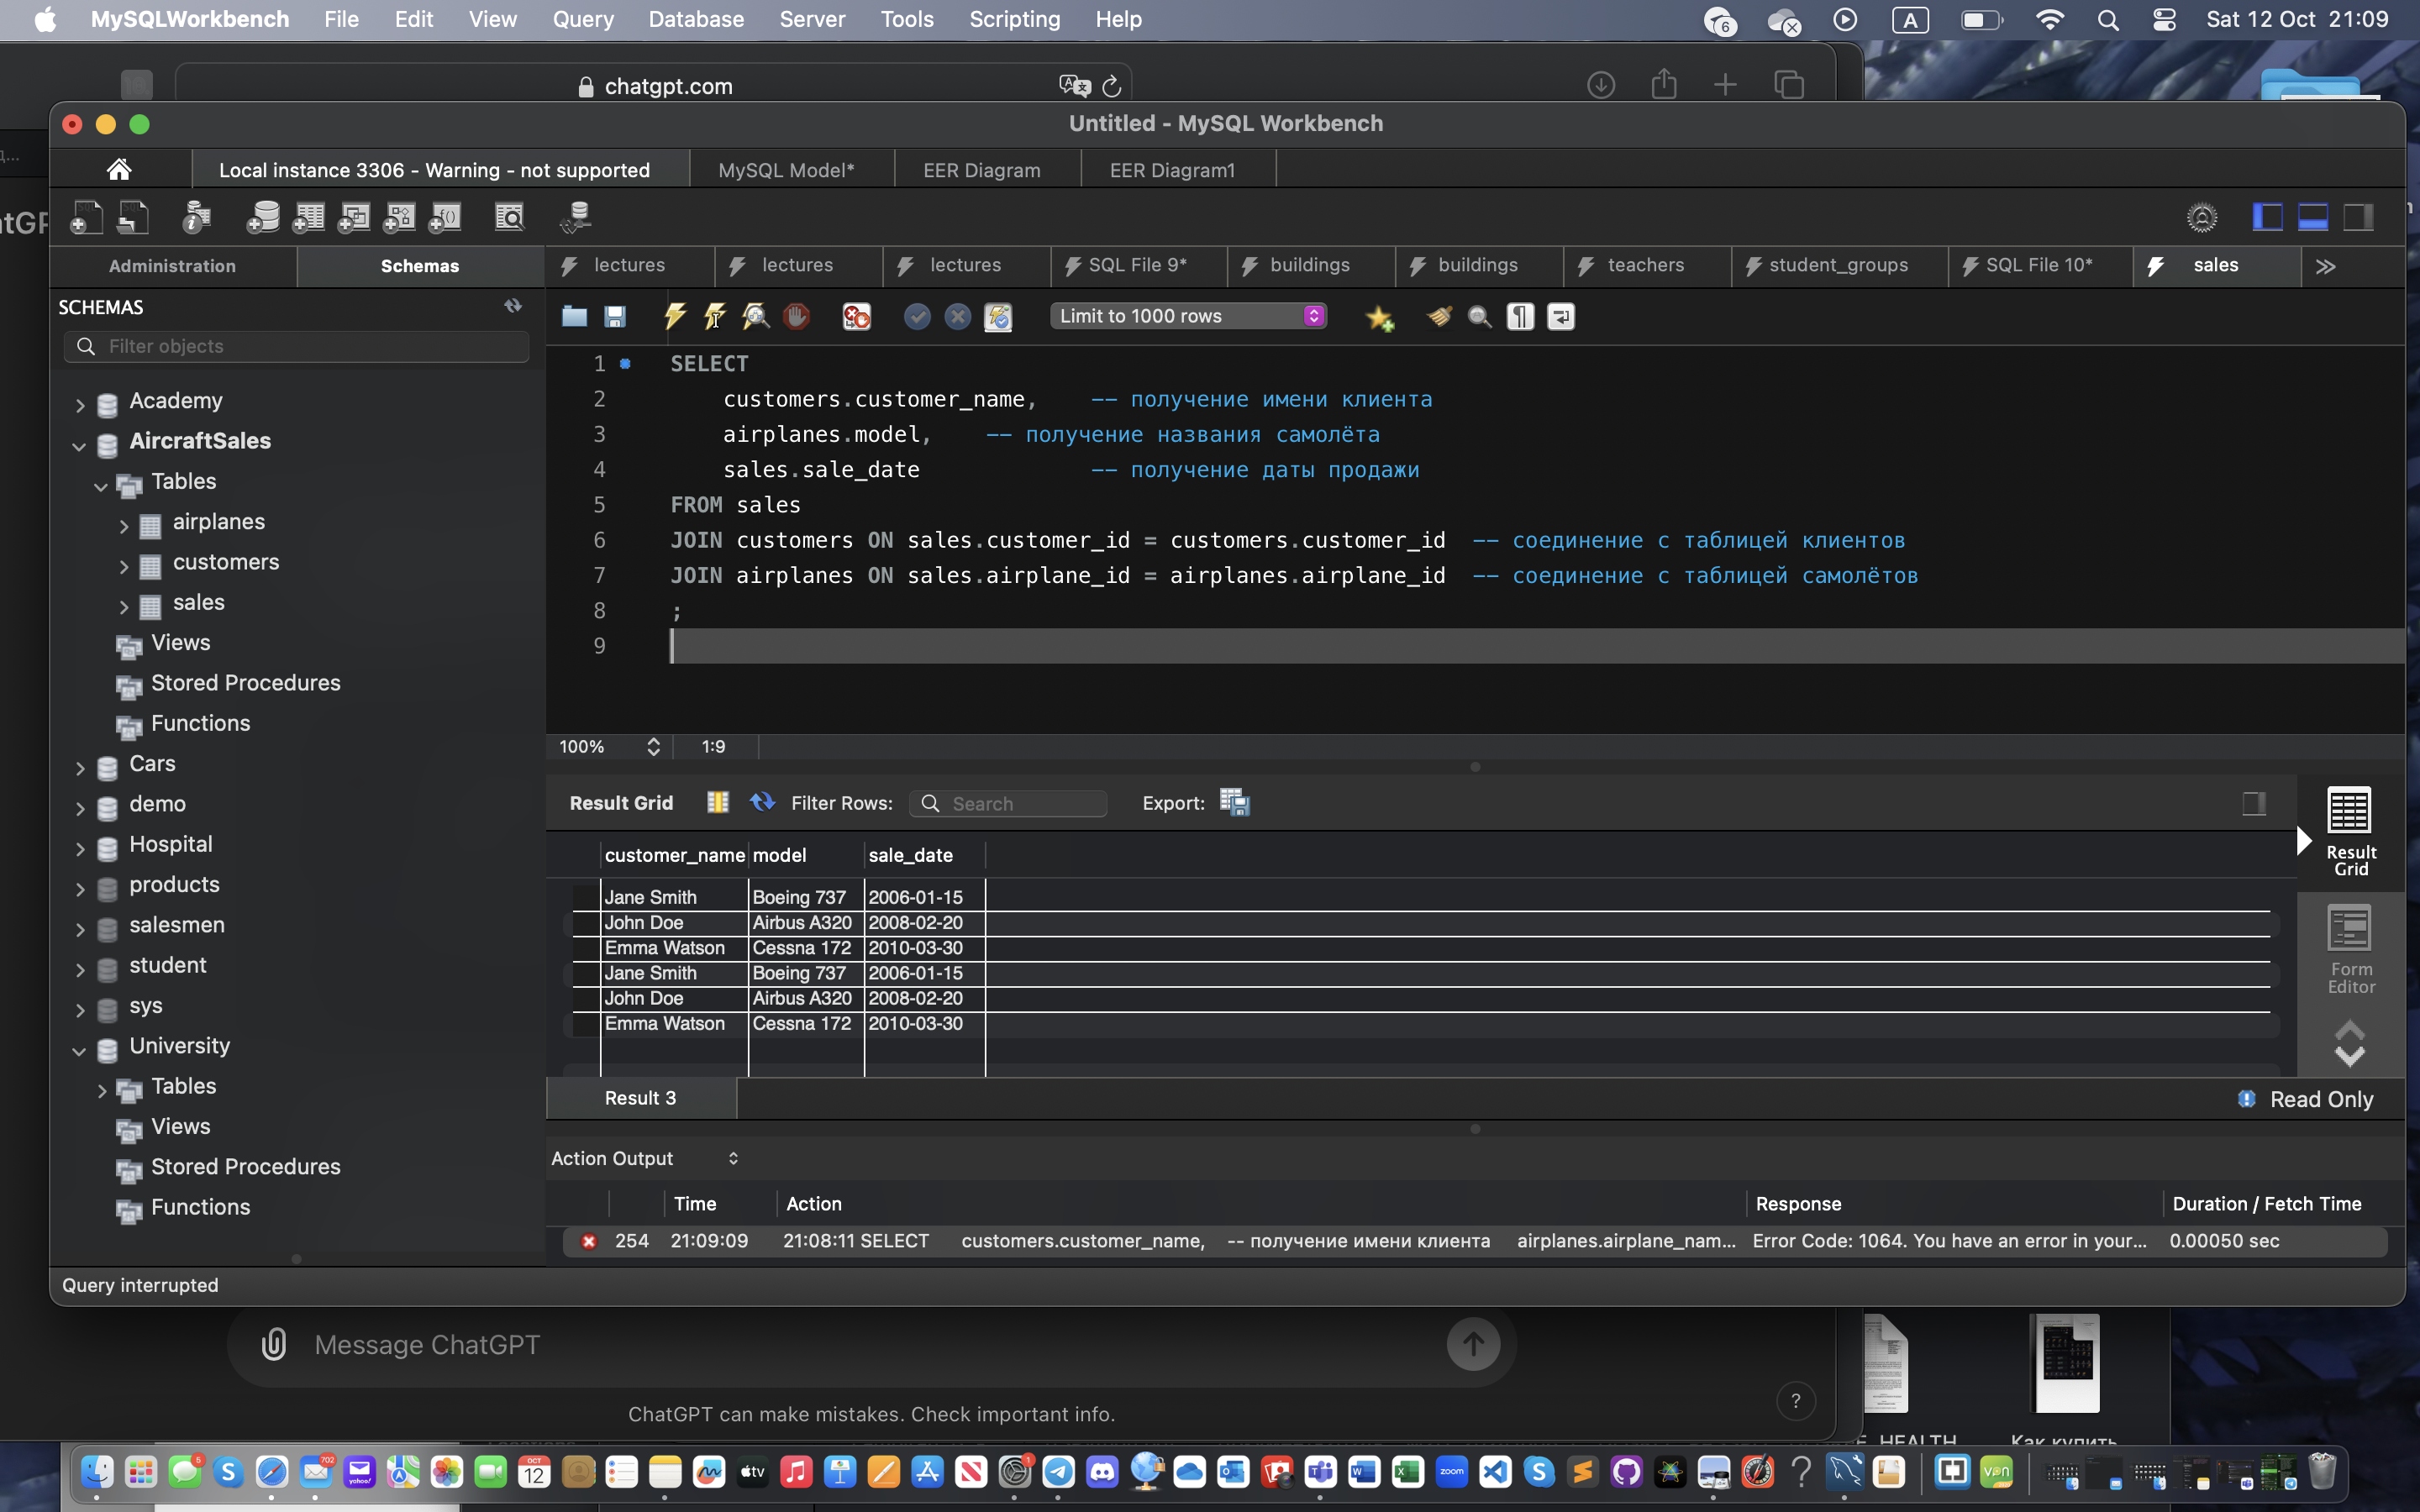 MySQLWorkbench File Edit View Query Database Server Tools Scripting Help
6 A Sat 12 Oct 21:09
chatgpt.com
Untitled - MySQL Workbench
Local instance 3306 - Warning - not supported MySQL Model* EER Diagram EER Diagram1
Administration Schemas
lectures lectures lectures SQL File 9* buildings buildings teachers student_groups SQL File 10* sales
SCHEMAS
Limit to 1000 rows
Filter objects
Academy
AircraftSales
Tables
airplanes
customers
sales
Views
Stored Procedures
Functions
Cars
demo
Hospital
products
salesmen
student
sys
University
Tables
Views
Stored Procedures
Functions
1 SELECT
2 customers.customer_name, -- получение имени клиента
3 airplanes.model, -- получение названия самолёта
4 sales.sale_date -- получение даты продажи
5 FROM sales
6 JOIN customers ON sales.customer_id = customers.customer_id -- соединение с таблицей клиентов
7 JOIN airplanes ON sales.airplane_id = airplanes.airplane_id -- соединение с таблицей самолётов
8 ;
9
100% 1:9
Result Grid Filter Rows: Search Export:
customer_name model sale_date
Jane Smith Boeing 737 2006-01-15
John Doe Airbus A320 2008-02-20
Emma Watson Cessna 172 2010-03-30
Jane Smith Boeing 737 2006-01-15
John Doe Airbus A320 2008-02-20
Emma Watson Cessna 172 2010-03-30
Result Grid
Form Editor
Result 3 Read Only
Action Output
Time Action Response Duration / Fetch Time
254 21:09:09 21:08:11 SELECT customers.customer_name, -- получение имени клиента airplanes.airplane_nam... Error Code: 1064. You have an error in your... 0.00050 sec
Query interrupted
Message ChatGPT
ChatGPT can make mistakes. Check important info.
?
HEALTH
Как купить
5 702 yahoo! OCT 12 tv 1 zoom vpn